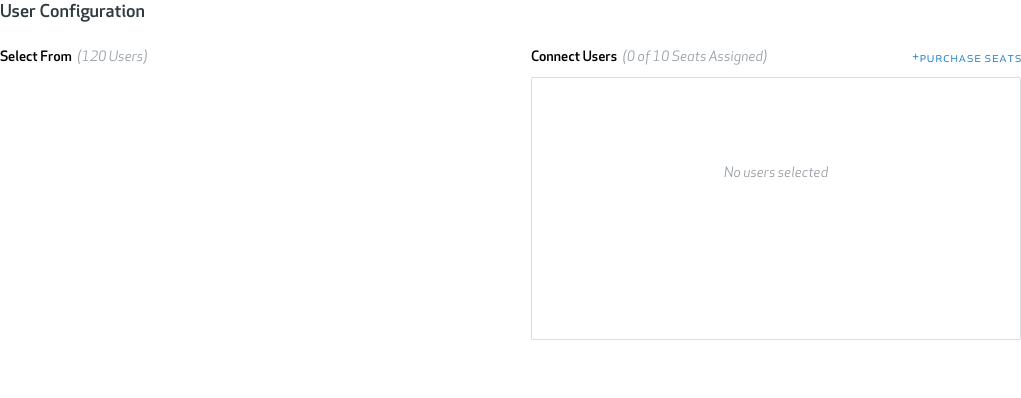 User Configuration
Select From (120 Users)
Connect Users (0 of 10 Seats Assigned)
+PURCHASE SEATS
No users selected